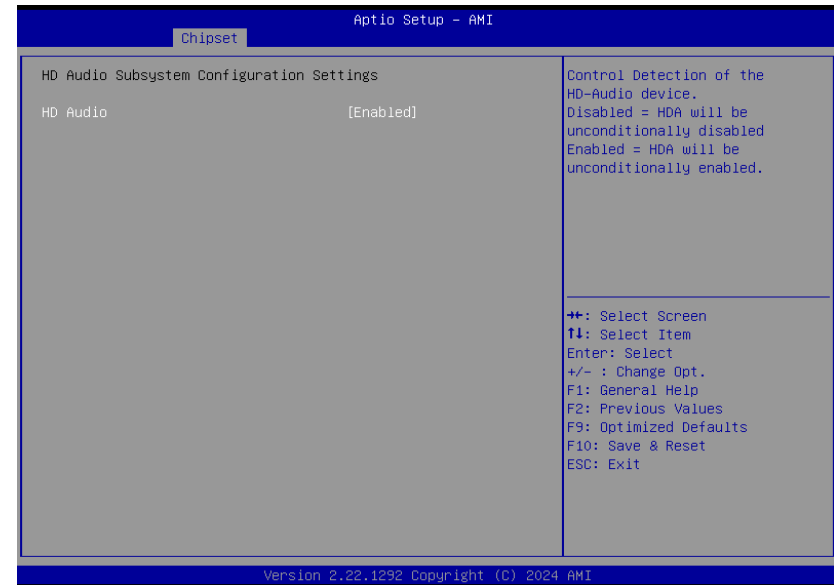 Aptio Setup – AMI
Chipset
HD Audio Subsystem Configuration Settings
HD Audio [Enabled]
Control Detection of the
HD-Audio device.
Disabled = HDA will be
unconditionally disabled
Enabled = HDA will be
unconditionally enabled.
→←: Select Screen
↑↓: Select Item
Enter: Select
+/- : Change Opt.
F1: General Help
F2: Previous Values
F9: Optimized Defaults
F10: Save & Reset
ESC: Exit
Version 2.22.1292 Copyright (C) 2024 AMI